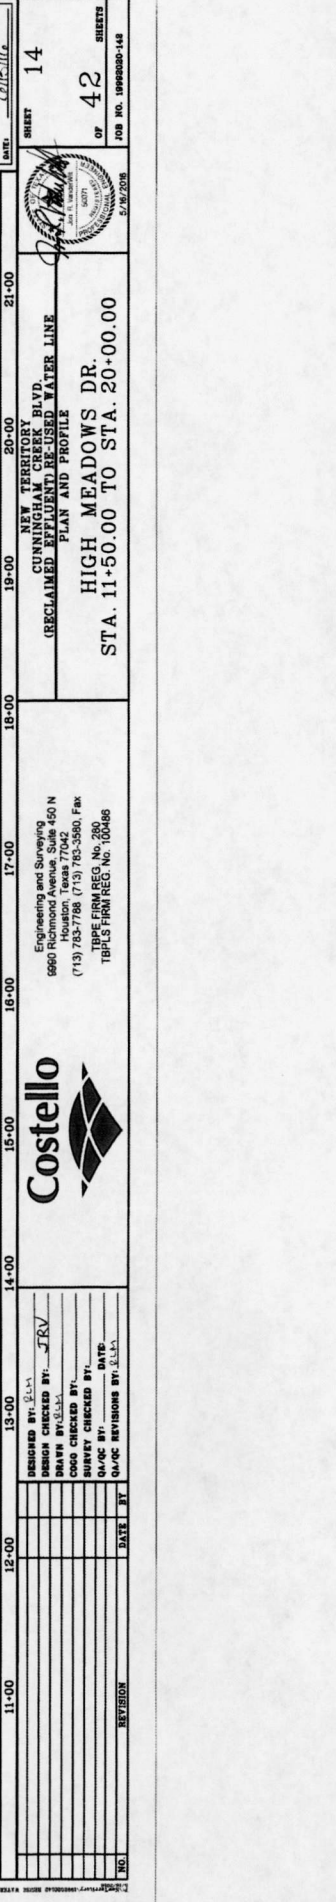 11+00 12+00 13+00 14+00 15+00 16+00 17+00 18+00 19+00 20+00 21+00
NO. REVISION DATE BY
DESIGNED BY: RLM
DESIGN CHECKED BY: JRV
DRAWN BY: RLM
COGO CHECKED BY:
SURVEY CHECKED BY:
QA/QC BY: DATE:
QA/QC REVISIONS BY: RLM
Costello
Engineering and Surveying
9990 Richmond Avenue, Suite 450 N
Houston, Texas 77042
(713) 783-7788 (713) 783-3580, Fax
TBPE FIRM REG. No. 280
TBPLS FIRM REG. No. 100486
NEW TERRITORY
CUNNINGHAM CREEK BLVD.
(RECLAIMED EFFLUENT) RE-USED WATER LINE
PLAN AND PROFILE
HIGH MEADOWS DR.
STA. 11+50.00 TO STA. 20+00.00
5/16/2016
DATE:
SHEET
14
OF 42 SHEETS
JOB NO. 19992020-148